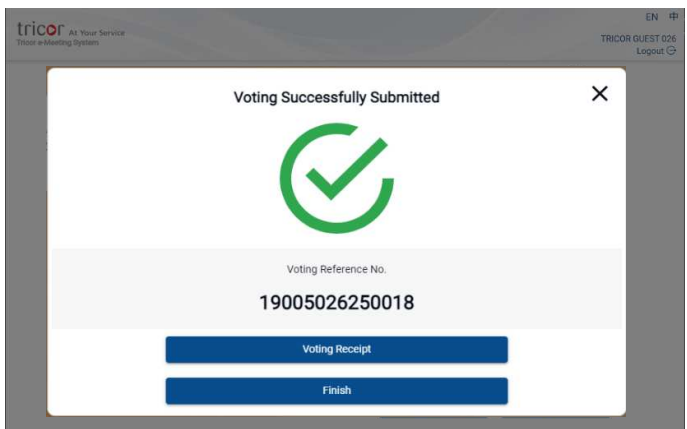 EN 中
tricor At Your Service
Tricor e-Meeting System
TRICOR GUEST 026
Logout
Voting Successfully Submitted
Voting Reference No.
19005026250018
Voting Receipt
Finish